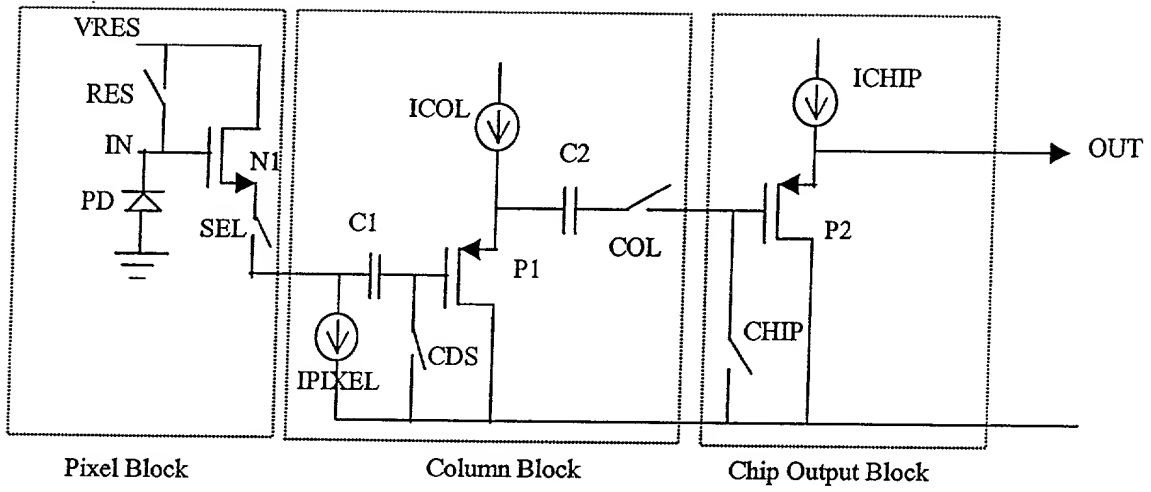 VRES
RES
IN
N1
PD
SEL
C1
IPIXEL
ICOL
C2
P1
COL
CDS
ICHIP
OUT
P2
CHIP
Pixel Block
Column Block
Chip Output Block